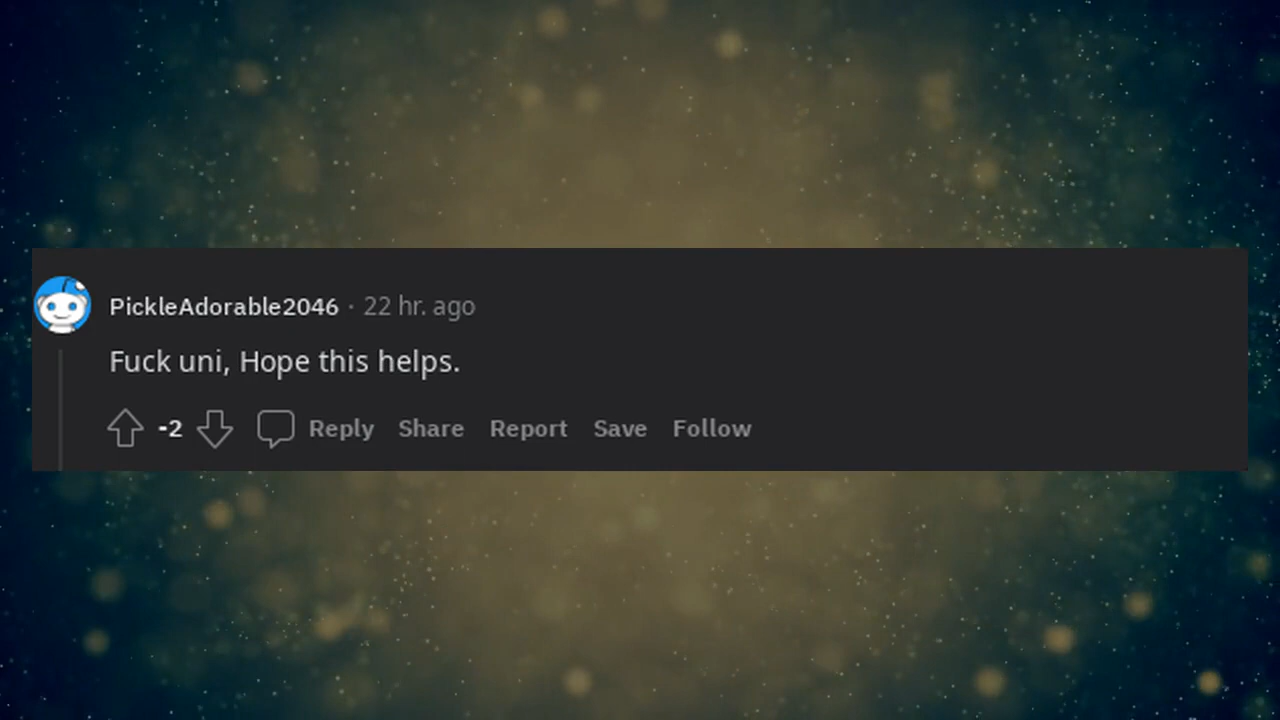 PickleAdorable2046 · 22 hr. ago
Fuck uni, Hope this helps.
-2 Reply Share Report Save Follow